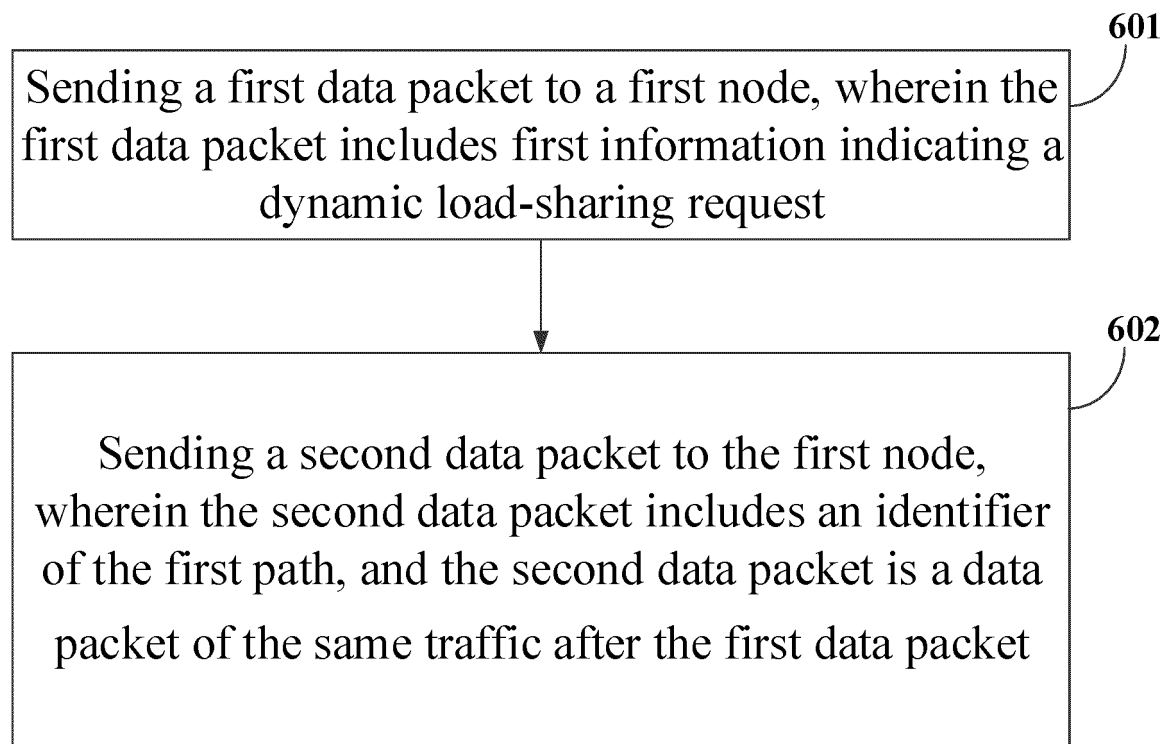 601
Sending a first data packet to a first node, wherein the
first data packet includes first information indicating a
dynamic load-sharing request
602
Sending a second data packet to the first node,
wherein the second data packet includes an identifier
of the first path, and the second data packet is a data
packet of the same traffic after the first data packet